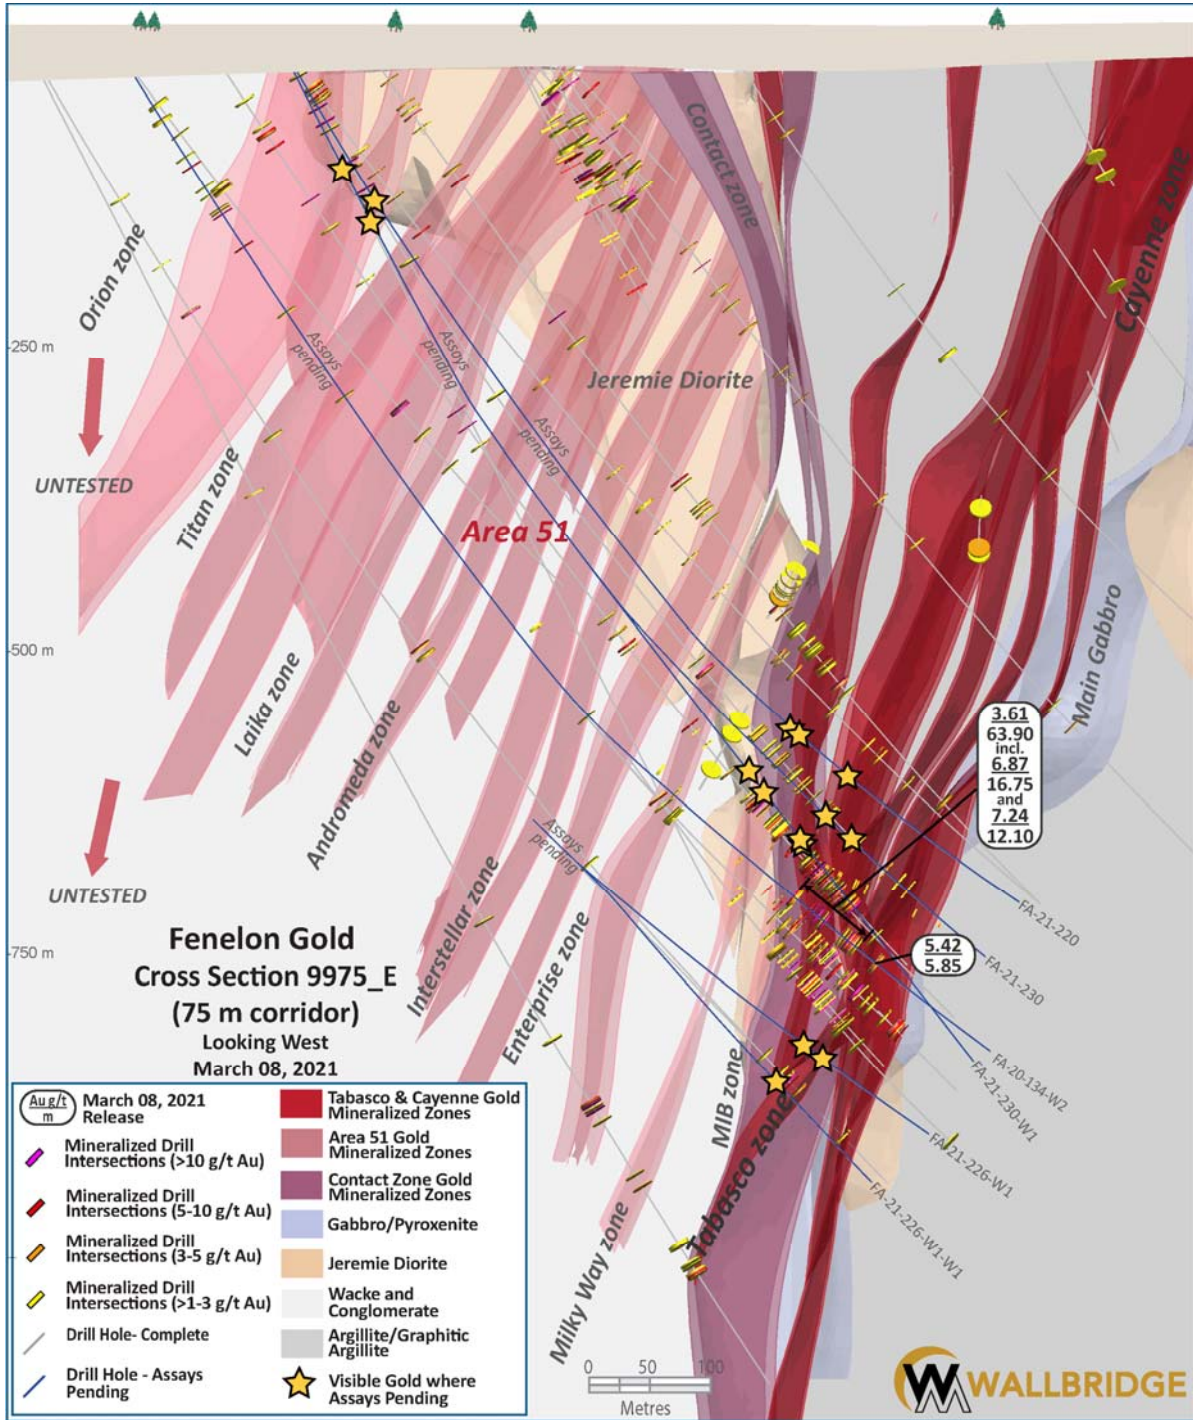 Contact zone
Cayenne zone
Orion zone
250 m
Assays
pending
Assays
pending
Assays
pending
Jeremie Diorite
UNTESTED
Titan zone
Area 51
500 m
Laika zone
Andromeda zone
Main Gabbro
3.61
63.90
incl.
6.87
16.75
and
7.24
12.10
UNTESTED
Assays
pending
Interstellar zone
Enterprise zone
FA-21-220
750 m
5.42
5.85
FA-21-230
Fenelon Gold
Cross Section 9975_E
(75 m corridor)
Looking West
March 08, 2021
MIB zone
Tabasco zone
Milky Way zone
FA-20-134-W2
FA-21-230-W1
FA-21-226-W1
FA-21-226-W1-W1
Au g/t
m
March 08, 2021
Release
Mineralized Drill
Intersections (>10 g/t Au)
Mineralized Drill
Intersections (5-10 g/t Au)
Mineralized Drill
Intersections (3-5 g/t Au)
Mineralized Drill
Intersections (>1-3 g/t Au)
Drill Hole- Complete
Drill Hole - Assays
Pending
Tabasco & Cayenne Gold
Mineralized Zones
Area 51 Gold
Mineralized Zones
Contact Zone Gold
Mineralized Zones
Gabbro/Pyroxenite
Jeremie Diorite
Wacke and
Conglomerate
Argillite/Graphitic
Argillite
Visible Gold where
Assays Pending
0 50 100
Metres
WALLBRIDGE